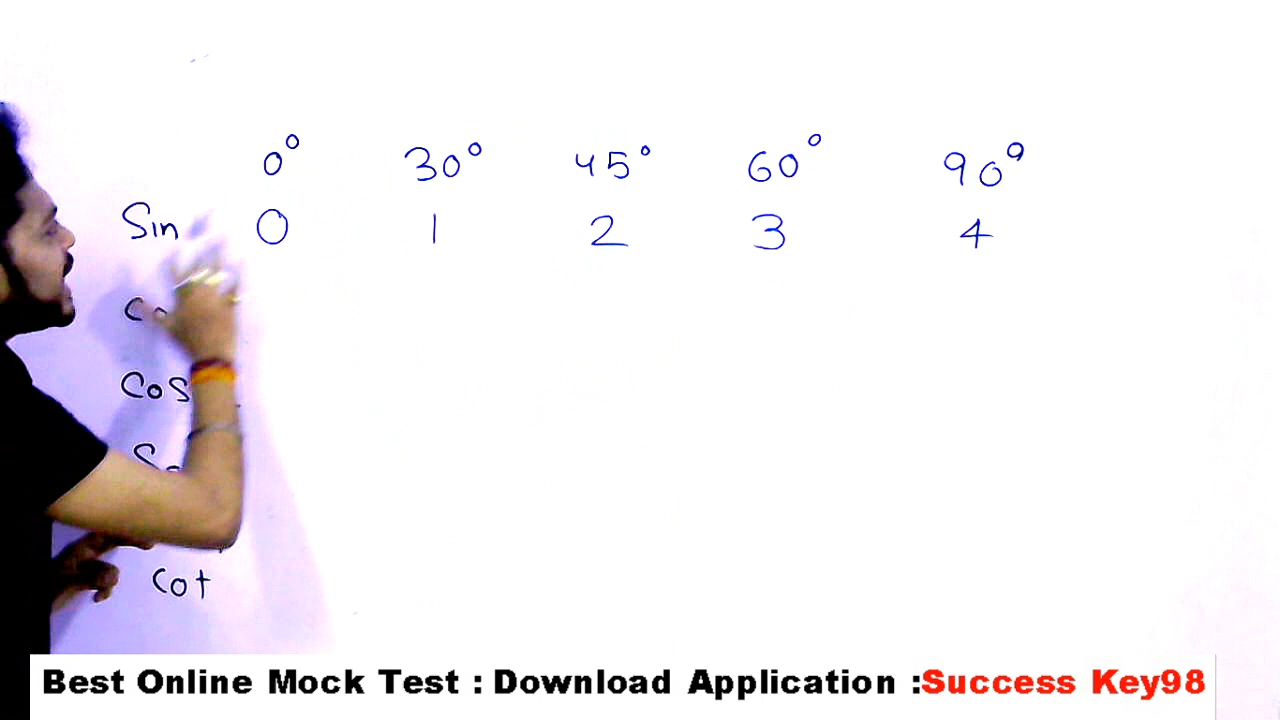 0° 30° 45° 60° 90°
Sin 0 1 2 3 4
Cos
Cot
Best Online Mock Test : Download Application :Success Key98